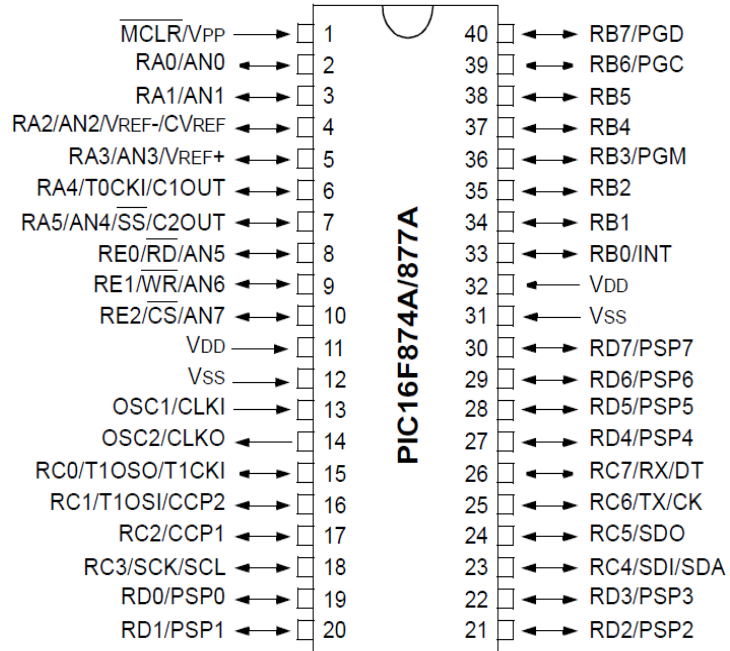 MCLR/VPP 1 40 RB7/PGD
RA0/AN0 2 39 RB6/PGC
RA1/AN1 3 38 RB5
RA2/AN2/VREF-/CVREF 4 37 RB4
RA3/AN3/VREF+ 5 36 RB3/PGM
RA4/T0CKI/C1OUT 6 35 RB2
RA5/AN4/SS/C2OUT 7 34 RB1
RE0/RD/AN5 8 33 RB0/INT
RE1/WR/AN6 9 32 VDD
RE2/CS/AN7 10 31 VSS
VDD 11 30 RD7/PSP7
VSS 12 29 RD6/PSP6
OSC1/CLKI 13 28 RD5/PSP5
OSC2/CLKO 14 27 RD4/PSP4
RC0/T1OSO/T1CKI 15 26 RC7/RX/DT
RC1/T1OSI/CCP2 16 25 RC6/TX/CK
RC2/CCP1 17 24 RC5/SDO
RC3/SCK/SCL 18 23 RC4/SDI/SDA
RD0/PSP0 19 22 RD3/PSP3
RD1/PSP1 20 21 RD2/PSP2
PIC16F874A/877A